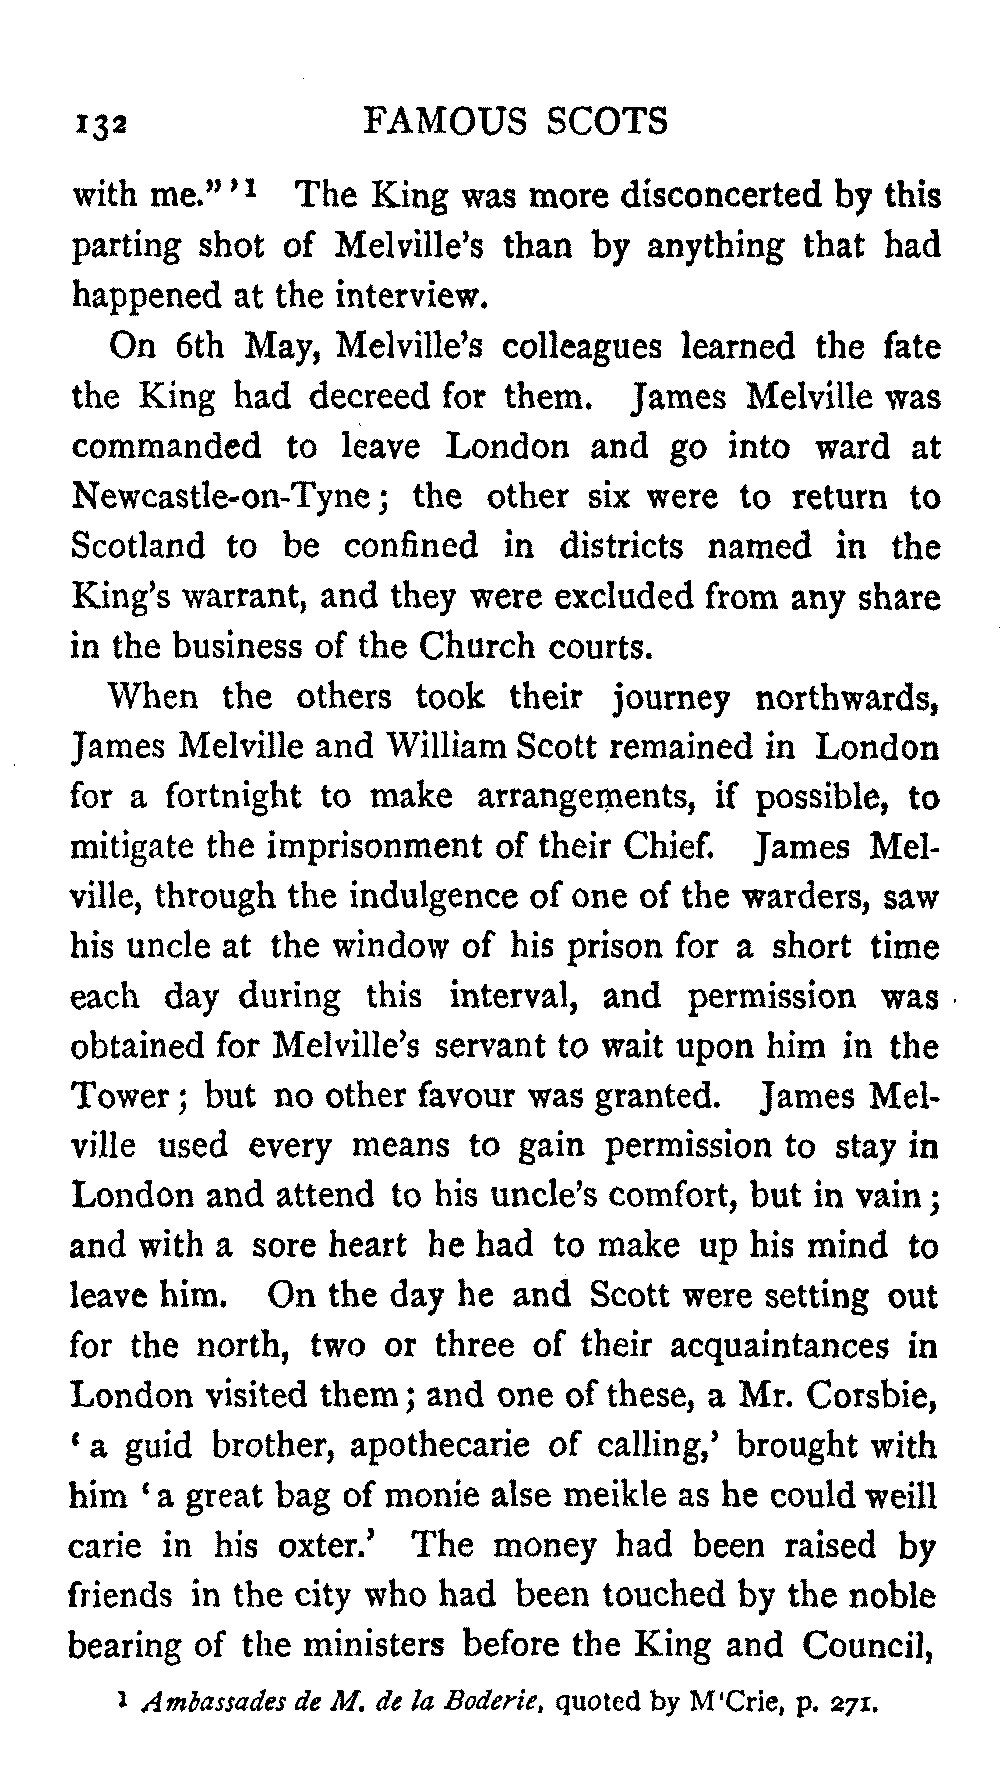 132 FAMOUS SCOTS
with me.” ’1 The King was more disconcerted by this
parting shot of Melville’s than by anything that had
happened at the interview.
On 6th May, Melville’s colleagues learned the fate
the King had decreed for them. James Melville was
commanded to leave London and go into ward at
Newcastle-on-Tyne; the other six were to return to
Scotland to be confined in districts named in the
King’s warrant, and they were excluded from any share
in the business of the Church courts.
When the others took their journey northwards,
James Melville and William Scott remained in London
for a fortnight to make arrangements, if possible, to
mitigate the imprisonment of their Chief. James Mel-
ville, through the indulgence of one of the warders, saw
his uncle at the window of his prison for a short time
each day during this interval, and permission was
obtained for Melville’s servant to wait upon him in the
Tower; but no other favour was granted. James Mel-
ville used every means to gain permission to stay in
London and attend to his uncle’s comfort, but in vain;
and with a sore heart he had to make up his mind to
leave him. On the day he and Scott were setting out
for the north, two or three of their acquaintances in
London visited them; and one of these, a Mr. Corsbie,
‘a guid brother, apothecarie of calling,’ brought with
him ‘a great bag of monie alse meikle as he could weill
carie in his oxter.’ The money had been raised by
friends in the city who had been touched by the noble
bearing of the ministers before the King and Council,
1 Ambassades de M. de la Boderie, quoted by M'Crie, p. 271.